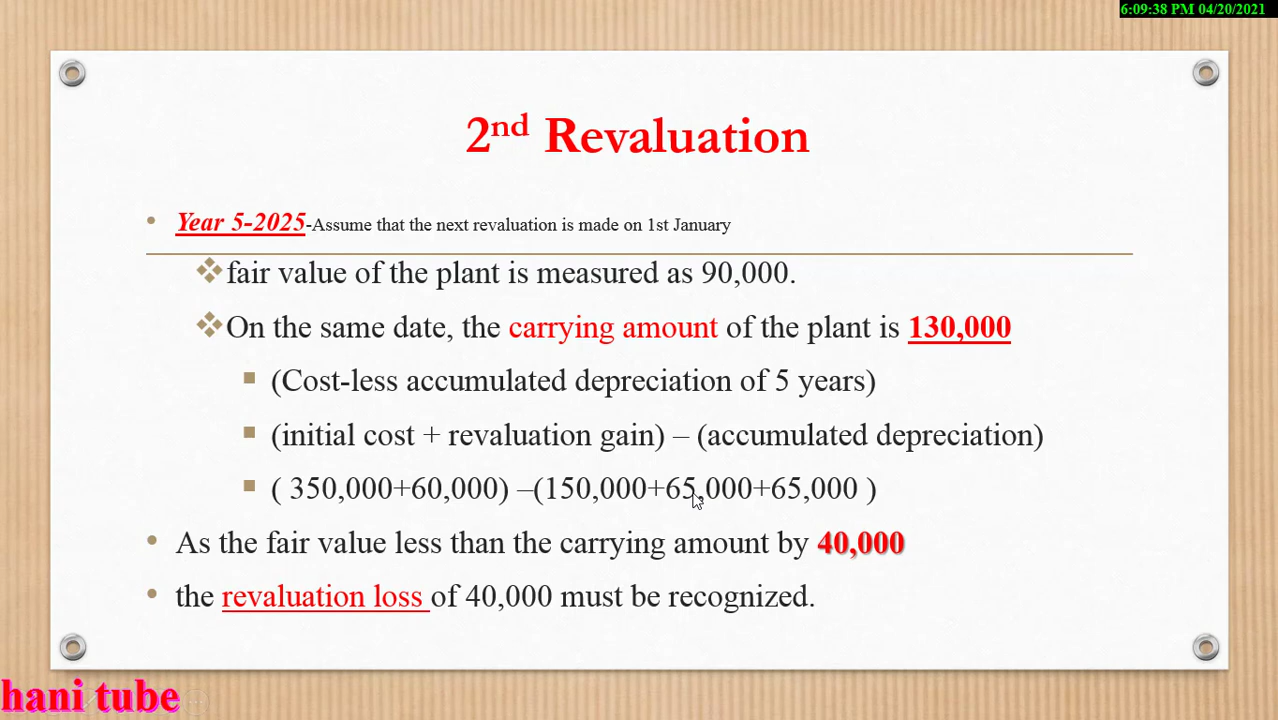 6:09:38 PM 04/20/2021
2nd Revaluation
• Year 5-2025-Assume that the next revaluation is made on 1st January
❖fair value of the plant is measured as 90,000.
❖On the same date, the carrying amount of the plant is 130,000
▪ (Cost-less accumulated depreciation of 5 years)
▪ (initial cost + revaluation gain) – (accumulated depreciation)
▪ ( 350,000+60,000) –(150,000+65,000+65,000 )
• As the fair value less than the carrying amount by 40,000
• the revaluation loss of 40,000 must be recognized.
hani tube